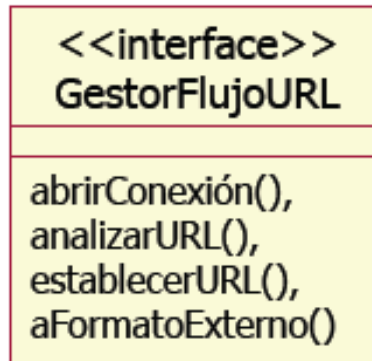 <<interface>>
GestorFlujoURL
abrirConexión(),
analizarURL(),
establecerURL(),
aFormatoExterno()